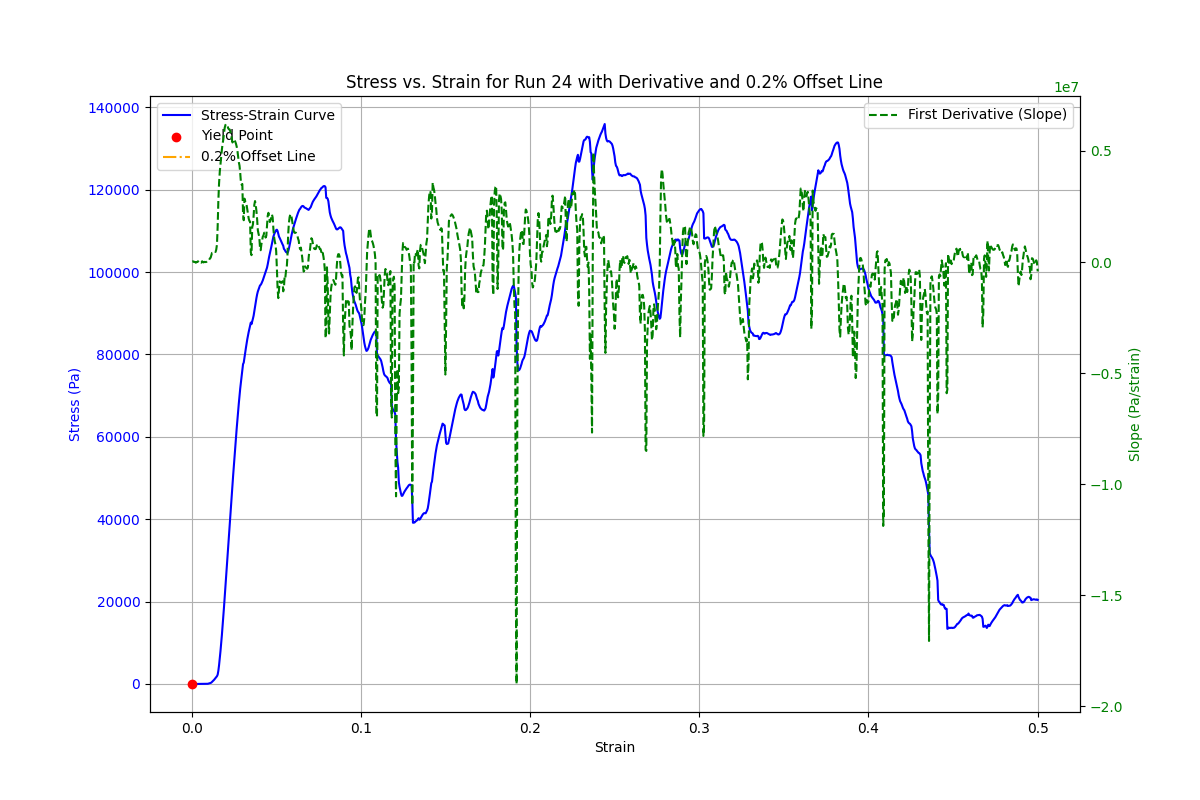 Stress vs. Strain for Run 24 with Derivative and 0.2% Offset Line
1e7
Stress-Strain Curve
Yield Point
0.2% Offset Line
First Derivative (Slope)
140000
120000
100000
80000
60000
40000
20000
0
Stress (Pa)
0.5
0.0
−0.5
−1.0
−1.5
−2.0
Slope (Pa/strain)
0.0 0.1 0.2 0.3 0.4 0.5
Strain